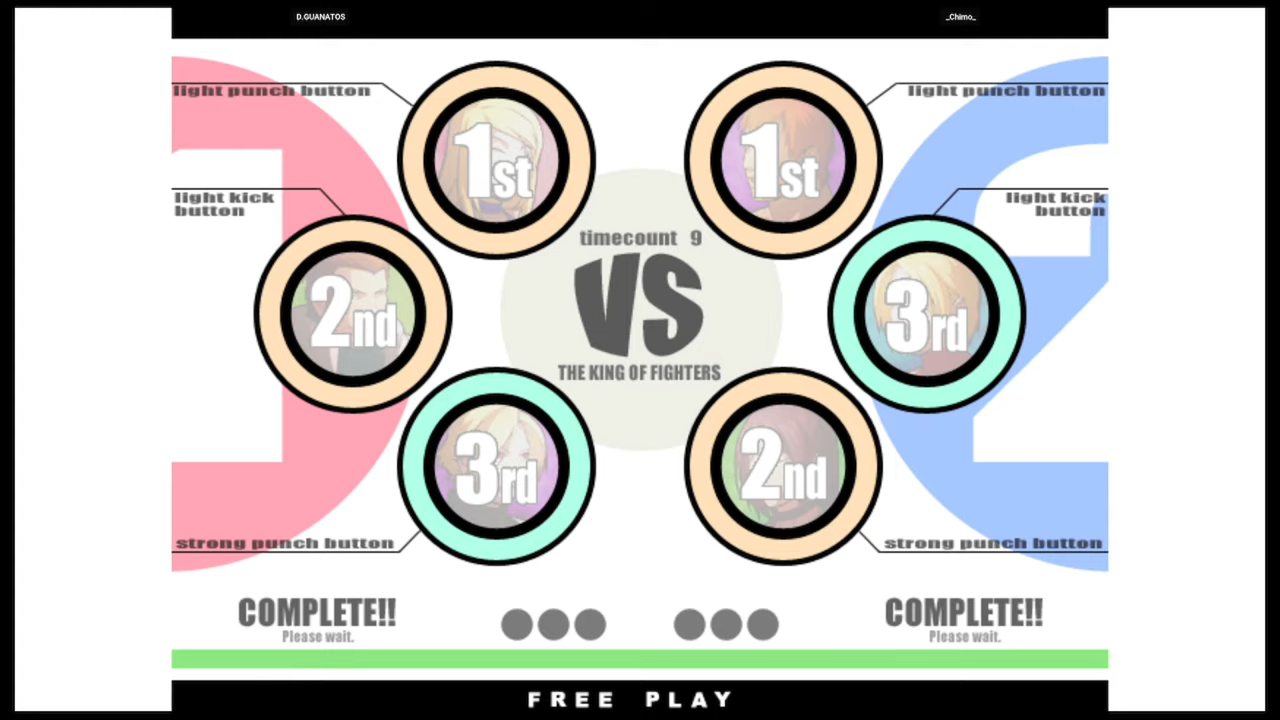 D.GUANATOS
_Chimo_
light punch button
light punch button
1st
1st
light kick
button
light kick
button
timecount 9
VS
THE KING OF FIGHTERS
2nd
3rd
3rd
2nd
strong punch button
strong punch button
COMPLETE!!
Please wait.
COMPLETE!!
Please wait.
FREE PLAY